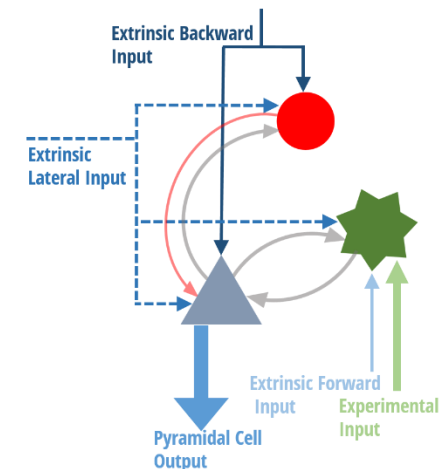 Extrinsic Backward
Input
Extrinsic
Lateral Input
Extrinsic Forward
Input
Experimental
Input
Pyramidal Cell
Output